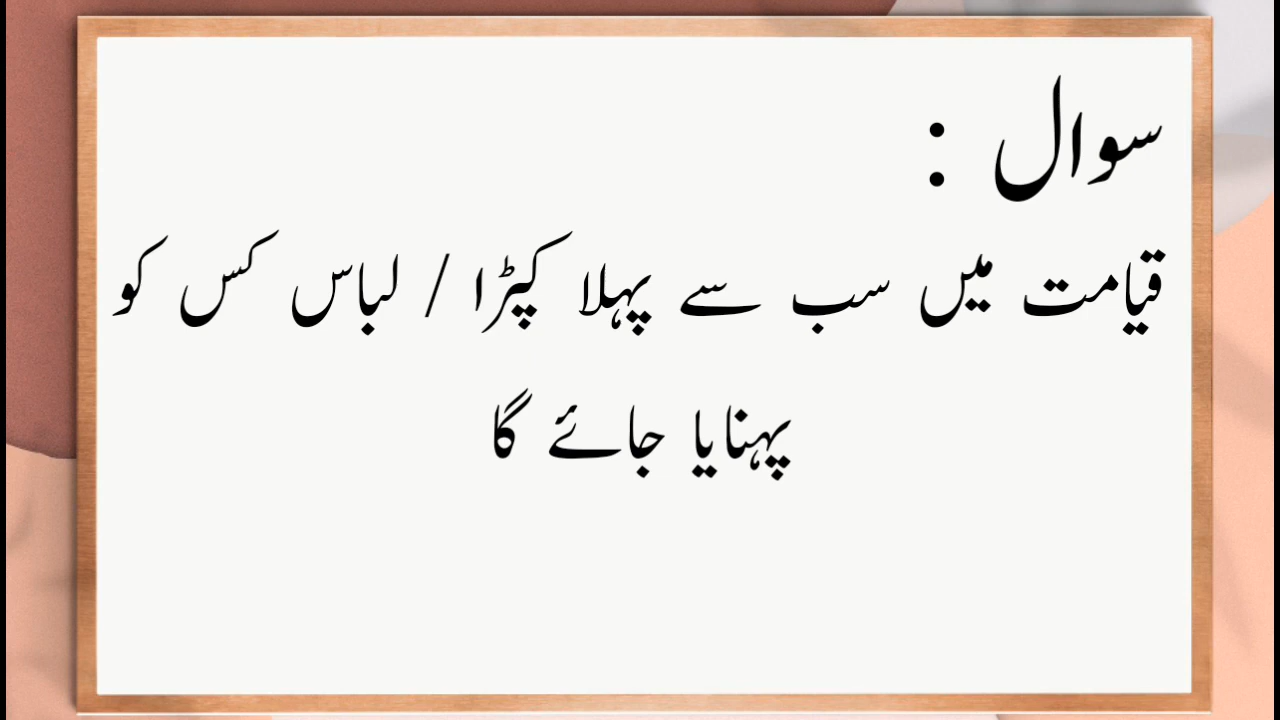 سوال :
قیامت میں سب سے پہلا کپڑا / لباس کس کو
پہنایا جائے گا